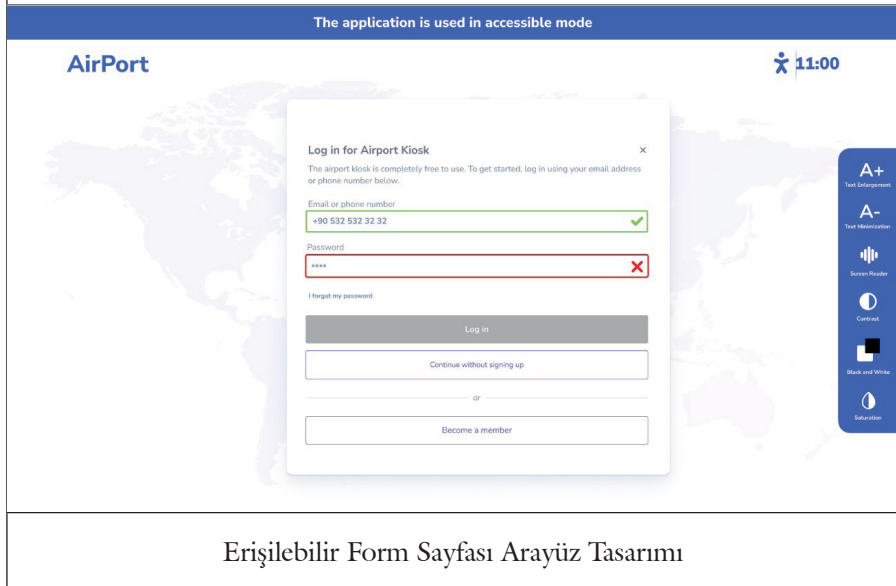 The application is used in accessible mode
AirPort
11:00
Log in for Airport Kiosk
The airport kiosk is completely free to use. To get started, log in using your email address
or phone number below.
Email or phone number
+90 532 532 32 32
Password
****
I forgot my password
Log in
Continue without signing up
or
Become a member
A+
Text Enlargement
A-
Text Minimization
Screen Reader
Contrast
Black and White
Saturation
Erişilebilir Form Sayfası Arayüz Tasarımı